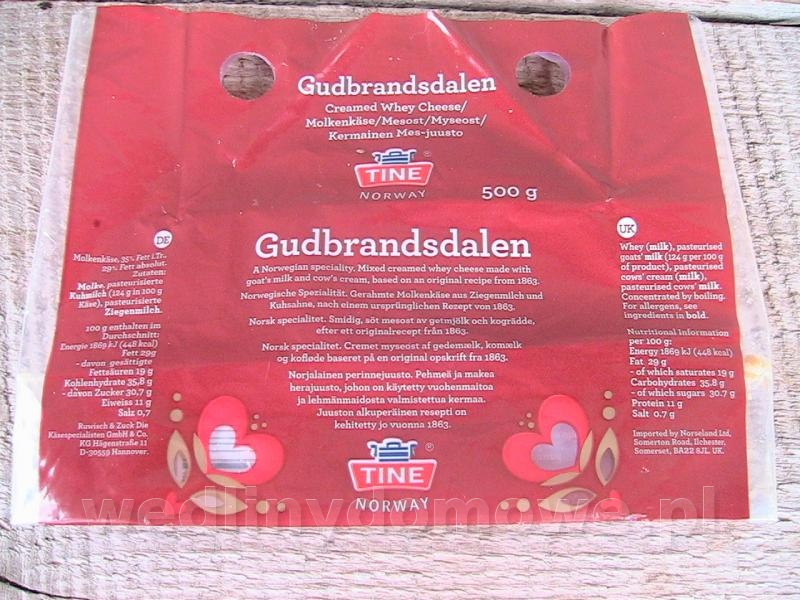 Gudbrandsdalen
Creamed Whey Cheese/
Molkenkäse/Mesost/Myseost/
Kermainen Mes-juusto
TINE ®
NORWAY
500 g
Gudbrandsdalen
A Norwegian speciality. Mixed creamed whey cheese made with
goat's milk and cow's cream, based on an original recipe from 1863.
Norwegische Spezialität. Gerahmte Molkenkäse aus Ziegenmilch und
Kuhsahne, nach einem ursprünglichen Rezept von 1863.
Norsk specialitet. Smidig, söt mesost av getmjölk och kogrädde,
efter ett originalrecept från 1863.
Norsk specialitet. Cremet myseost af gedemælk, komælk
og kofløde baseret på en original opskrift fra 1863.
Norjalainen perinnejuusto. Pehmeä ja makea
herajuusto, johon on käytetty vuohenmaitoa
ja lehmänmaidosta valmistettua kermaa.
Juuston alkuperäinen resepti on
kehitetty jo vuonna 1863.
TINE ®
NORWAY
DE
Molkenkäse, 35% Fett i.Tr.,
29% Fett absolut.
Zutaten:
Molke, pasteurisierte
Kuhmilch (124 g in 100 g
Käse), pasteurisierte
Ziegenmilch.
100 g enthalten im
Durchschnitt:
Energie 1869 kJ (448 kcal)
Fett 29g
- davon gesättigte
Fettsäuren 19 g
Kohlenhydrate 35,8 g
- davon Zucker 30,7 g
Eiweiss 11 g
Salz 0,7
Ruwisch & Zuck Die
Käsespezialisten GmbH & Co.
KG Hägenstraße 11
D-30559 Hannover.
UK
Whey (milk), pasteurised
goats' milk (124 g per 100 g
of product), pasteurised
cows' cream (milk),
pasteurised cows' milk.
Concentrated by boiling.
For allergens, see
ingredients in bold.
Nutritional Information
per 100 g:
Energy 1869 kJ (448 kcal)
Fat 29 g
- of which saturates 19 g
Carbohydrates 35.8 g
- of which sugars 30.7 g
Protein 11 g
Salt 0.7 g
Imported by Norseland Ltd,
Somerton Road, Ilchester,
Somerset, BA22 8JL. UK.
wedlinydomowe.pl